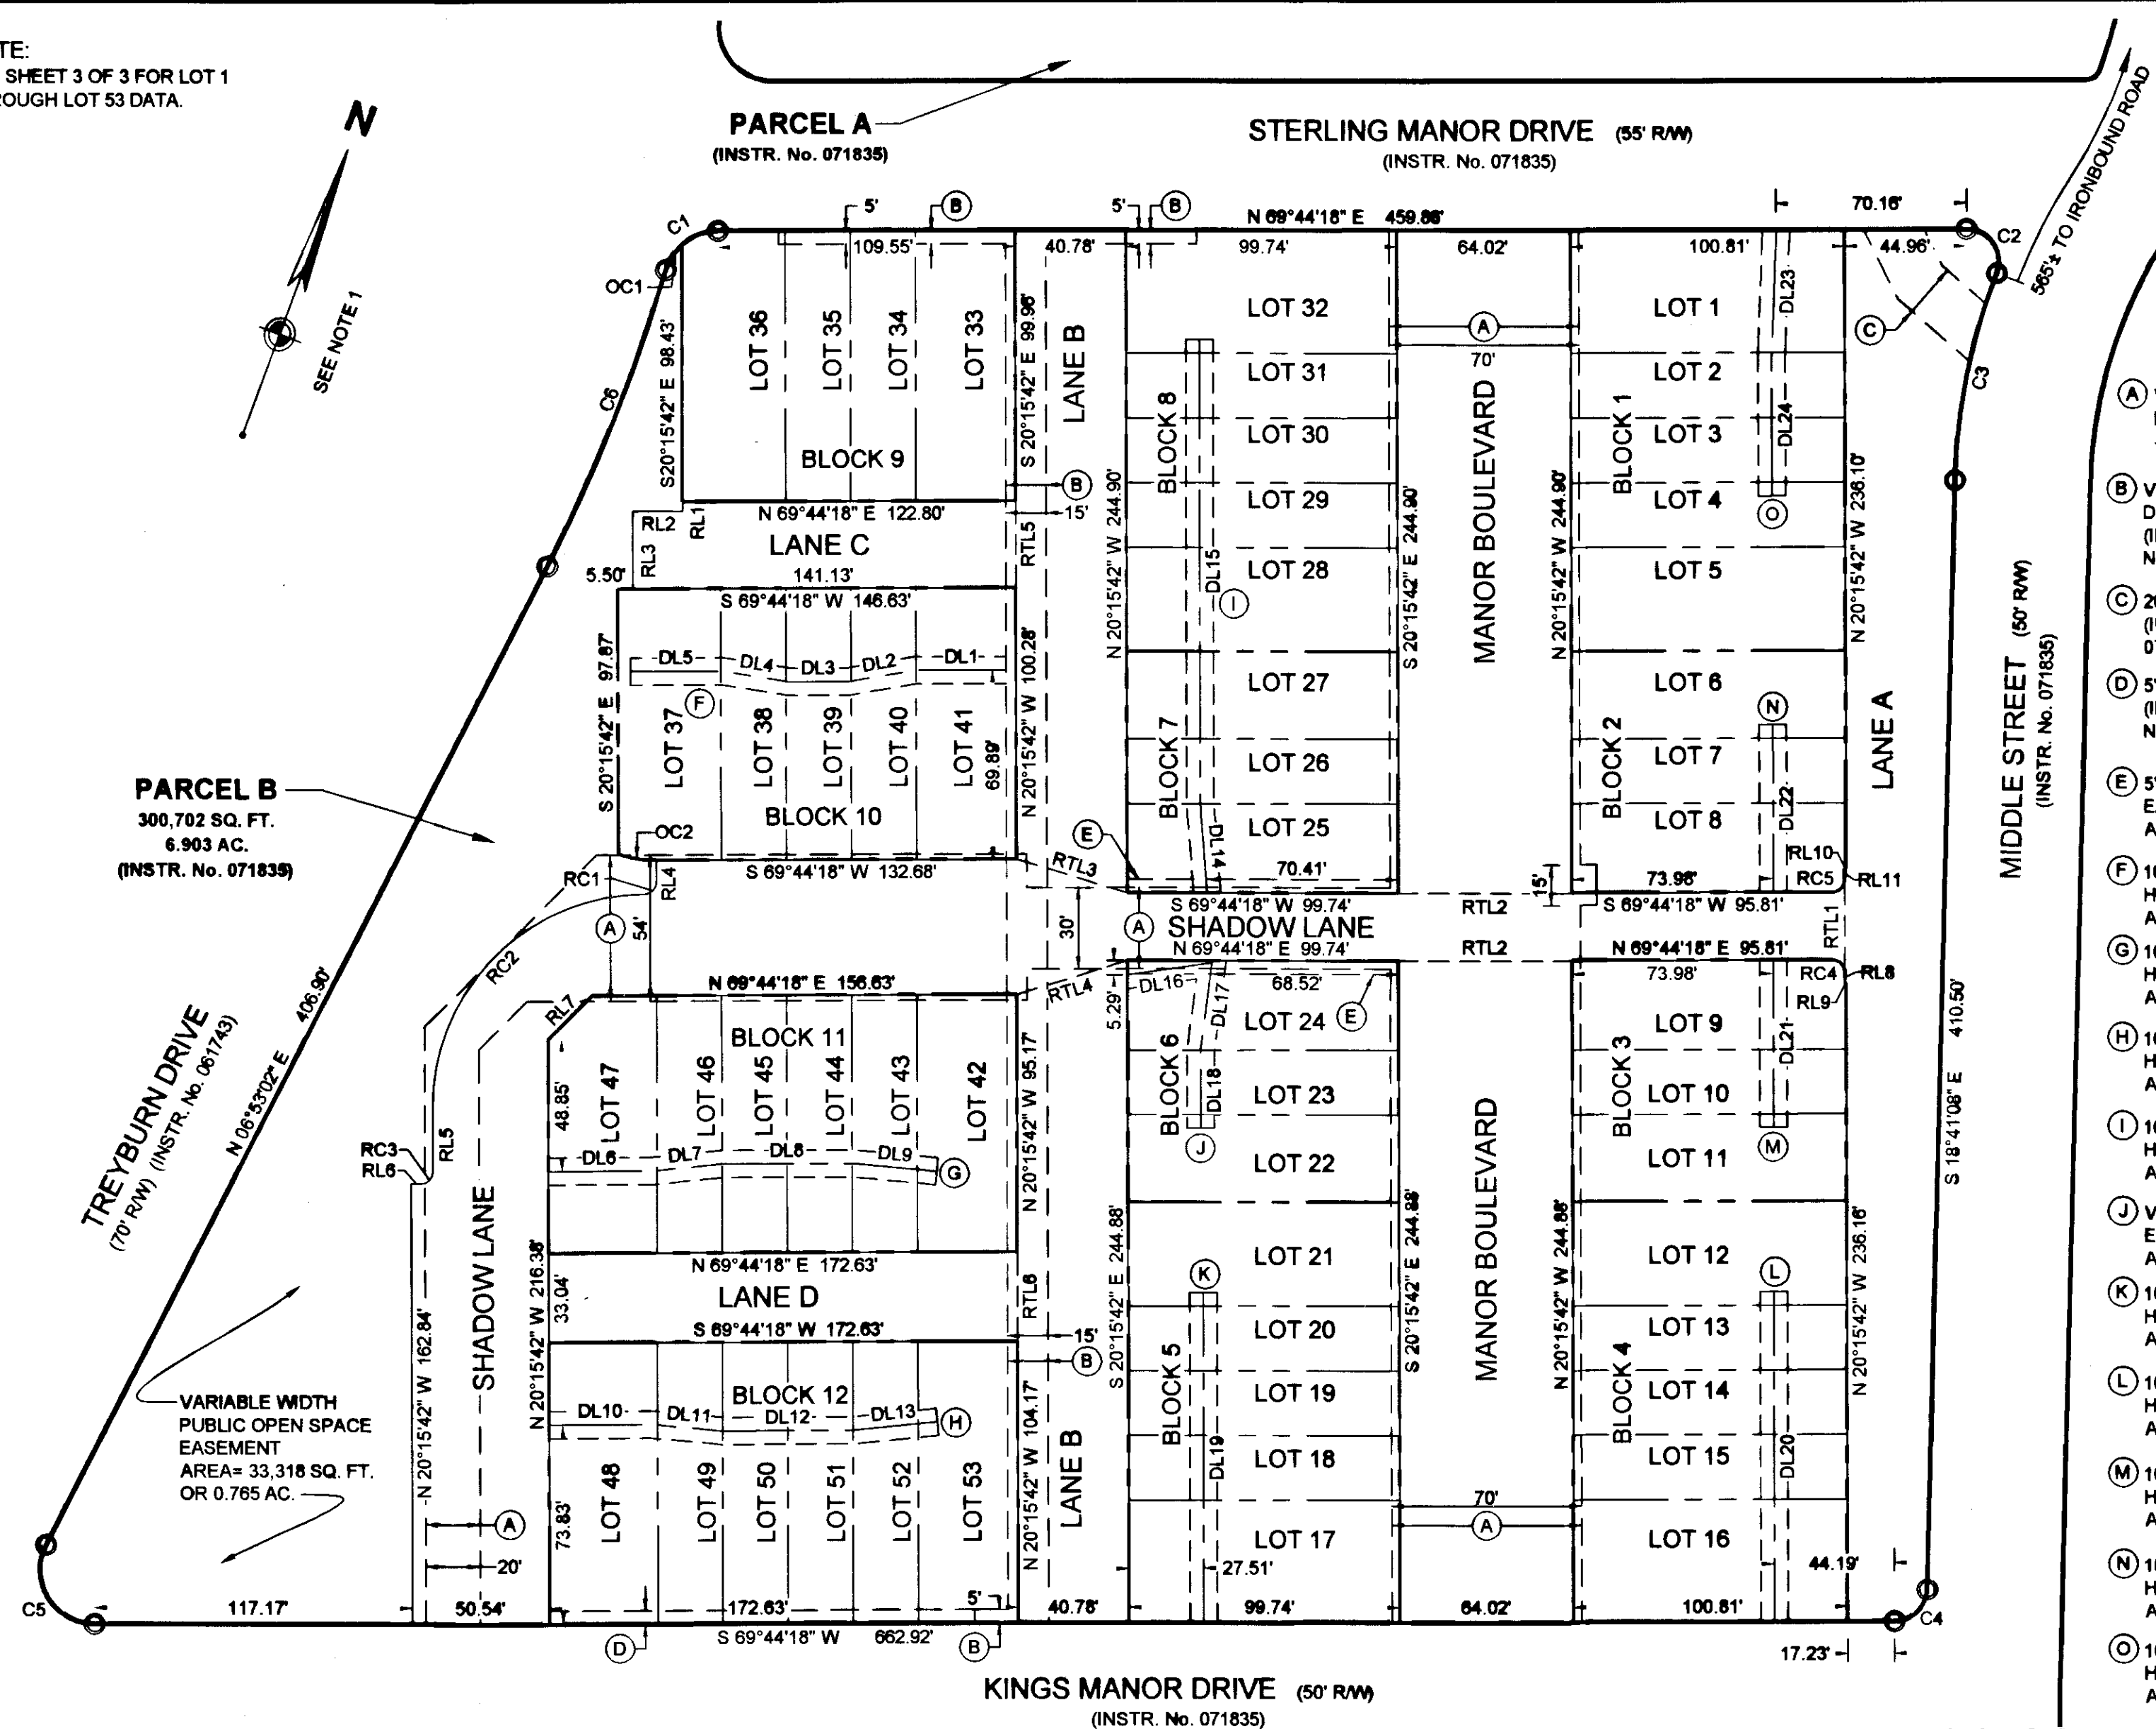 TE:
SHEET 3 OF 3 FOR LOT 1
OUGH LOT 53 DATA.
N
SEE NOTE 1
PARCEL A
(INSTR. No. 071835)
STERLING MANOR DRIVE (55' R/W)
(INSTR. No. 071835)
565'± TO IRONBOUND ROAD
C1
OC1
5'
B
5'
B
N 69°44'18" E 459.86'
70.16'
C2
109.55'
40.78'
99.74'
64.02'
100.81'
44.96'
C
C3
C6
S20°15'42" E 98.43'
LOT 36
LOT 35
LOT 34
LOT 33
BLOCK 9
S 20°15'42" E 99.96'
LANE B
N 69°44'18" E 122.80'
B
15'
RL2
RL1
RL3
LANE C
RTL5
5.50'
141.13'
S 69°44'18" W 146.63'
S 20°15'42" E 97.87'
DL5
DL4
DL3
DL2
DL1
F
LOT 37
LOT 38
LOT 39
LOT 40
LOT 41
69.89'
BLOCK 10
N 20°15'42" W 100.28'
OC2
S 69°44'18" W 132.68'
RC1
RL4
RTL3
LOT 32
LOT 31
LOT 30
LOT 29
LOT 28
LOT 27
LOT 26
LOT 25
BLOCK 8
BLOCK 7
DL15
I
DL14
E
70.41'
N 20°15'42" W 244.90'
S 20°15'42" E 244.90'
A
70'
MANOR BOULEVARD
N 20°15'42" W 244.90'
LOT 1
LOT 2
LOT 3
LOT 4
LOT 5
LOT 6
LOT 7
LOT 8
BLOCK 1
BLOCK 2
DL23
DL24
O
N
DL22
N 20°15'42" W 236.10'
LANE A
RL10
RC5
RL11
73.98'
15'
S 69°44'18" W 99.74'
RTL2
S 69°44'18" W 95.81'
SHADOW LANE
A
54'
30'
A
RTL1
N 69°44'18" E 99.74'
RTL2
N 69°44'18" E 95.81'
MIDDLE STREET (50' R/W)
(INSTR. No. 071835)
S 18°41'08" E 410.50'
PARCEL B
300,702 SQ. FT.
6.903 AC.
(INSTR. No. 071835)
TREYBURN DRIVE
(70' R/W) (INSTR. No. 061743)
N 06°53'02" E 406.90'
RC2
RC3
RL6
RL5
RL7
N 69°44'18" E 156.63'
RTL4
BLOCK 11
LOT 47
LOT 46
LOT 45
LOT 44
LOT 43
LOT 42
48.85'
DL6
DL7
DL8
DL9
G
N 20°15'42" W 95.17'
N 69°44'18" E 172.63'
SHADOW LANE
N 20°15'42" W 216.38'
33.04'
LANE D
RTL6
S 69°44'18" W 172.63'
15'
B
BLOCK 12
DL10
DL11
DL12
DL13
H
LOT 48
LOT 49
LOT 50
LOT 51
LOT 52
LOT 53
73.83'
N 20°15'42" W 104.17'
LANE B
N 20°15'42" W 162.84'
A
20'
VARIABLE WIDTH
PUBLIC OPEN SPACE
EASEMENT
AREA= 33,318 SQ. FT.
OR 0.765 AC.
5.29'
DL16
DL17
68.52'
E
DL18
J
BLOCK 6
LOT 24
LOT 23
LOT 22
LOT 21
LOT 20
LOT 19
LOT 18
LOT 17
BLOCK 5
K
DL19
27.51'
S 20°15'42" E 244.88'
S 20°15'42" E 244.88'
MANOR BOULEVARD
70'
A
N 20°15'42" W 244.88'
73.98'
RC4
RL8
RL9
LOT 9
LOT 10
LOT 11
LOT 12
LOT 13
LOT 14
LOT 15
LOT 16
BLOCK 3
BLOCK 4
DL21
M
L
DL20
N 20°15'42" W 236.16'
44.19'
C5
117.17'
50.54'
172.63'
5'
40.78'
99.74'
64.02'
100.81'
C4
D
S 69°44'18" W 662.92'
B
17.23'
KINGS MANOR DRIVE (50' R/W)
(INSTR. No. 071835)
A
B V
D
(I
N
C 2
(I
0
D 5'
(I
N
E 5'
E
A
F 10
H
A
G 10
H
A
H 10
H
A
I 10
H
A
J V
E
A
K 10
H
A
L 10
H
A
M 10
H
A
N 10
H
A
O 10
H
A